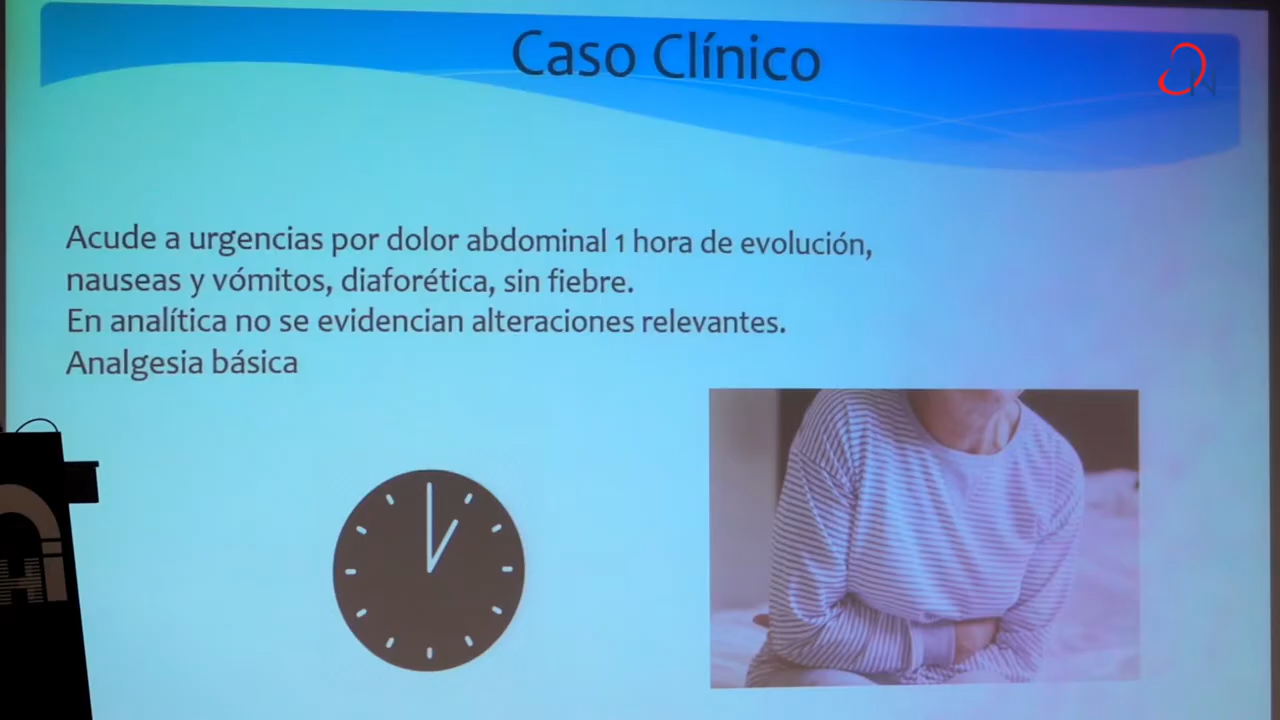 Caso Clínico
Acude a urgencias por dolor abdominal 1 hora de evolución,
nauseas y vómitos, diaforética, sin fiebre.
En analítica no se evidencian alteraciones relevantes.
Analgesia básica